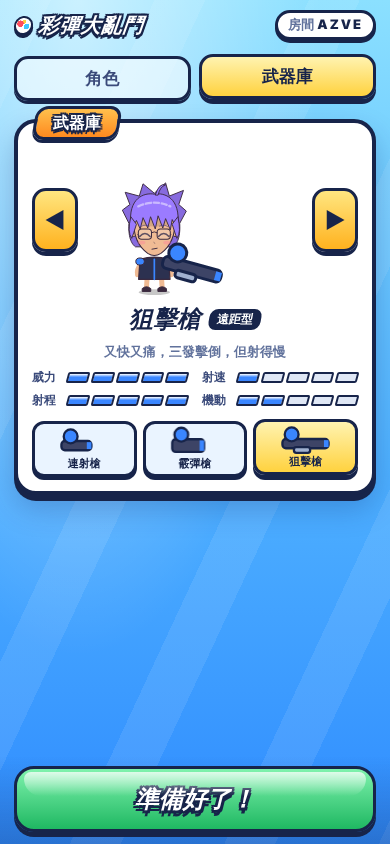 彩彈大亂鬥
房間 AZVE
角色
武器庫
武器庫
狙擊槍 遠距型
又快又痛，三發擊倒，但射得慢
威力 射速
射程 機動
連射槍 霰彈槍 狙擊槍
準備好了！